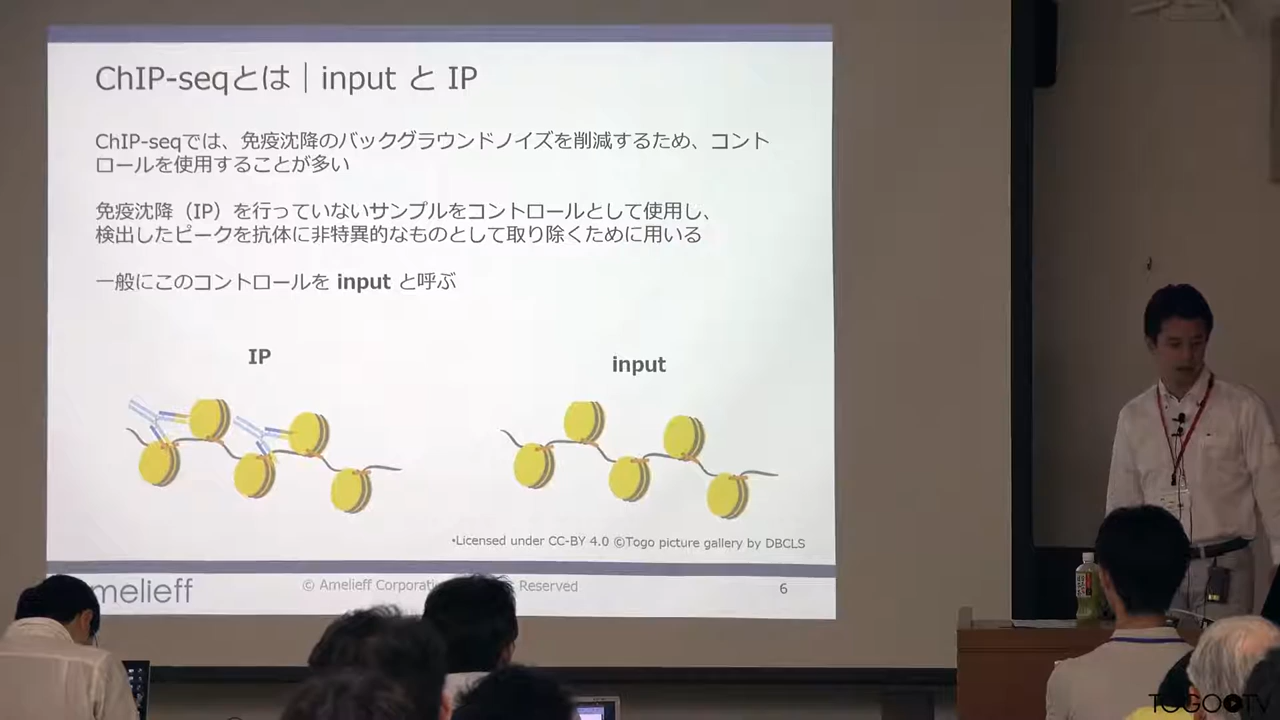 ChIP-seqとは｜input と IP
ChIP-seqでは、免疫沈降のバックグラウンドノイズを削減するため、コント
ロールを使用することが多い
免疫沈降（IP）を行っていないサンプルをコントロールとして使用し、
検出したピークを抗体に非特異的なものとして取り除くために用いる
一般にこのコントロールを input と呼ぶ
IP
input
•Licensed under CC-BY 4.0 ©Togo picture gallery by DBCLS
melieff
© Amelieff Corporati
Reserved
6
TOGO TV